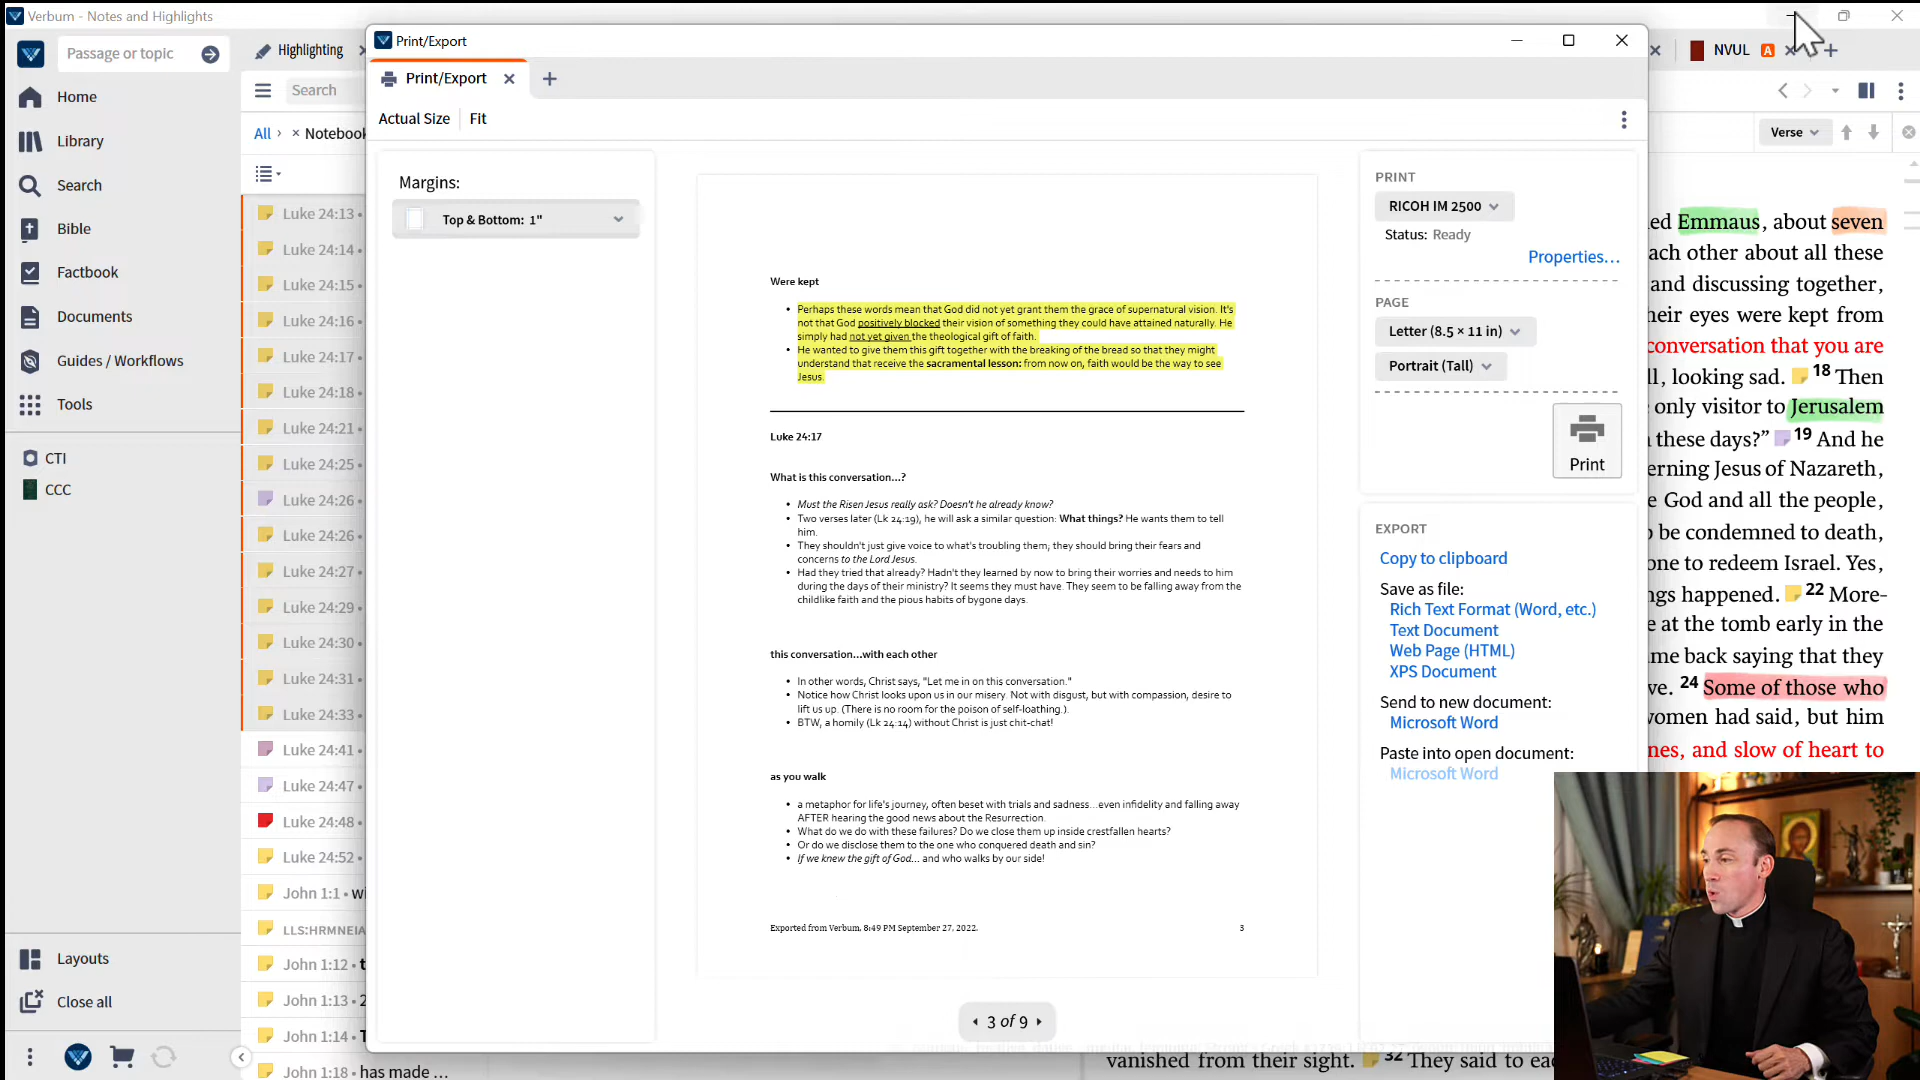 Verbum - Notes and Highlights
Passage or topic
Home
Library
Search
Bible
Factbook
Documents
Guides / Workflows
Tools
CTI
CCC
Layouts
Close all
Highlighting
Search
All › × Notebook
Luke 24:13 •
Luke 24:14 •
Luke 24:15 •
Luke 24:16 •
Luke 24:17 •
Luke 24:18 •
Luke 24:21 •
Luke 24:25 •
Luke 24:26 •
Luke 24:26 •
Luke 24:27 •
Luke 24:29 •
Luke 24:30 •
Luke 24:31 •
Luke 24:33 •
Luke 24:41 •
Luke 24:47 •
Luke 24:48 •
Luke 24:52 •
John 1:1 • wi
LLS:HRMNEIA
John 1:12 • t
John 1:13 • 2
John 1:14 • T
John 1:18 • has made ...
Print/Export
Print/Export
Actual Size
Fit
Margins:
Top & Bottom: 1"
Were kept
• Perhaps these words mean that God did not yet grant them the grace of supernatural vision. It's
not that God positively blocked their vision of something they could have attained naturally. He
simply had not yet given the theological gift of faith.
• He wanted to give them this gift together with the breaking of the bread so that they might
understand that receive the sacramental lesson: from now on, faith would be the way to see
Jesus.
Luke 24:17
What is this conversation...?
• Must the Risen Jesus really ask? Doesn't he already know?
• Two verses later (Lk 24:19), he will ask a similar question: What things? He wants them to tell
him.
• They shouldn't just give voice to what's troubling them; they should bring their fears and
concerns to the Lord Jesus.
• Had they tried that already? Hadn't they learned by now to bring their worries and needs to him
during the days of their ministry? It seems they must have. They seem to be falling away from the
childlike faith and the pious habits of bygone days.
this conversation...with each other
• In other words, Christ says, "Let me in on this conversation."
• Notice how Christ looks upon us in our misery. Not with disgust, but with compassion, desire to
lift us up. (There is no room for the poison of self-loathing.).
• BTW, a homily (Lk 24:14) without Christ is just chit-chat!
as you walk
• a metaphor for life's journey, often beset with trials and sadness...even infidelity and falling away
AFTER hearing the good news about the Resurrection.
• What do we do with these failures? Do we close them up inside crestfallen hearts?
• Or do we disclose them to the one who conquered death and sin?
• If we knew the gift of God... and who walks by our side!
Exported from Verbum, 8:49 PM September 27, 2022.
3
3 of 9
PRINT
RICOH IM 2500
Status: Ready
Properties...
PAGE
Letter (8.5 × 11 in)
Portrait (Tall)
Print
EXPORT
Copy to clipboard
Save as file:
Rich Text Format (Word, etc.)
Text Document
Web Page (HTML)
XPS Document
Send to new document:
Microsoft Word
Paste into open document:
Microsoft Word
NVUL A
Verse
ed Emmaus, about seven
ach other about all these
and discussing together,
heir eyes were kept from
conversation that you are
ll, looking sad. 18 Then
only visitor to Jerusalem
these days?” 19 And he
erning Jesus of Nazareth,
e God and all the people,
o be condemned to death,
one to redeem Israel. Yes,
ngs happened. 22 More-
e at the tomb early in the
me back saying that they
ve. 24 Some of those who
women had said, but him
nes, and slow of heart to
vanished from their sight. 32 They said to ea